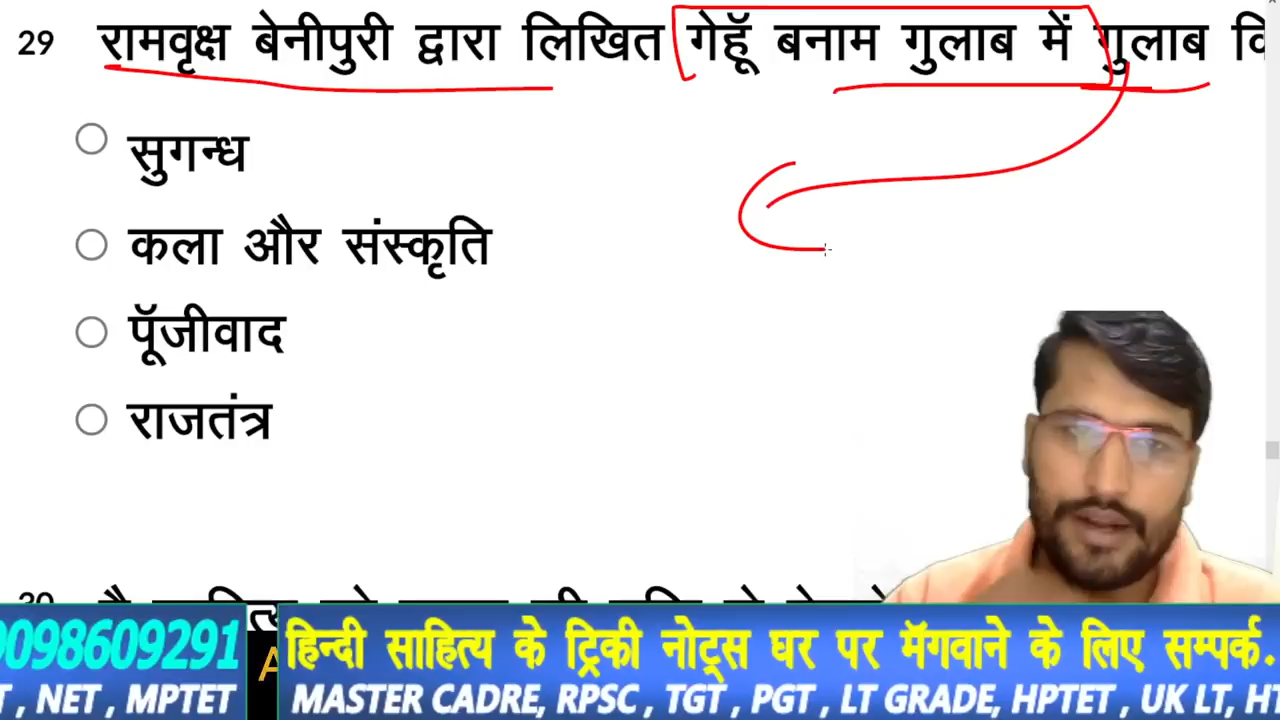 29 रामवृक्ष बेनीपुरी द्वारा लिखित गेहूॅ बनाम गुलाब में गुलाब
सुगन्ध
कला और संस्कृति
पूॅजीवाद
राजतंत्र
9098609291 हिन्दी साहित्य के ट्रिकी नोट्स घर पर मॅगवाने के लिए सम्पर्क.
T , NET , MPTET MASTER CADRE, RPSC , TGT , PGT , LT GRADE, HPTET , UK LT, HT